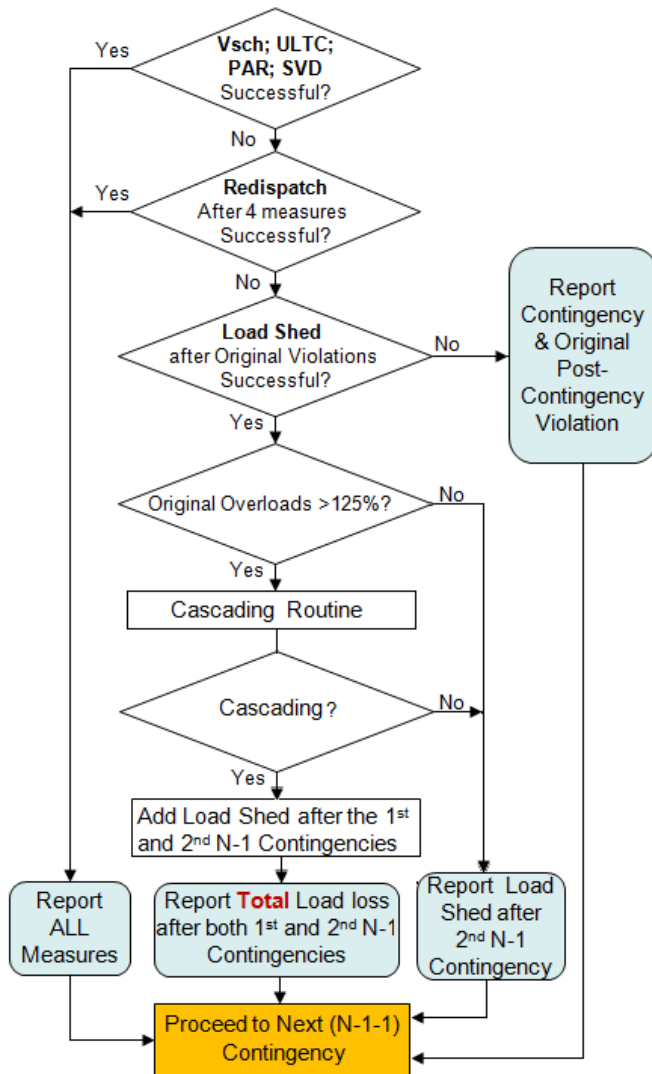 Yes
Vsch; ULTC;
PAR; SVD
Successful?
No
Yes
Redispatch
After 4 measures
Successful?
No
Load Shed
after Original Violations
Successful?
No
Report
Contingency
& Original
Post-
Contingency
Violation
Yes
Original Overloads >125%?
No
Yes
Cascading Routine
Cascading?
No
Yes
Add Load Shed after the 1st
and 2nd N-1 Contingencies
Report
ALL
Measures
Report Total Load loss
after both 1st and 2nd N-1
Contingencies
Report Load
Shed after
2nd N-1
Contingency
Proceed to Next (N-1-1)
Contingency